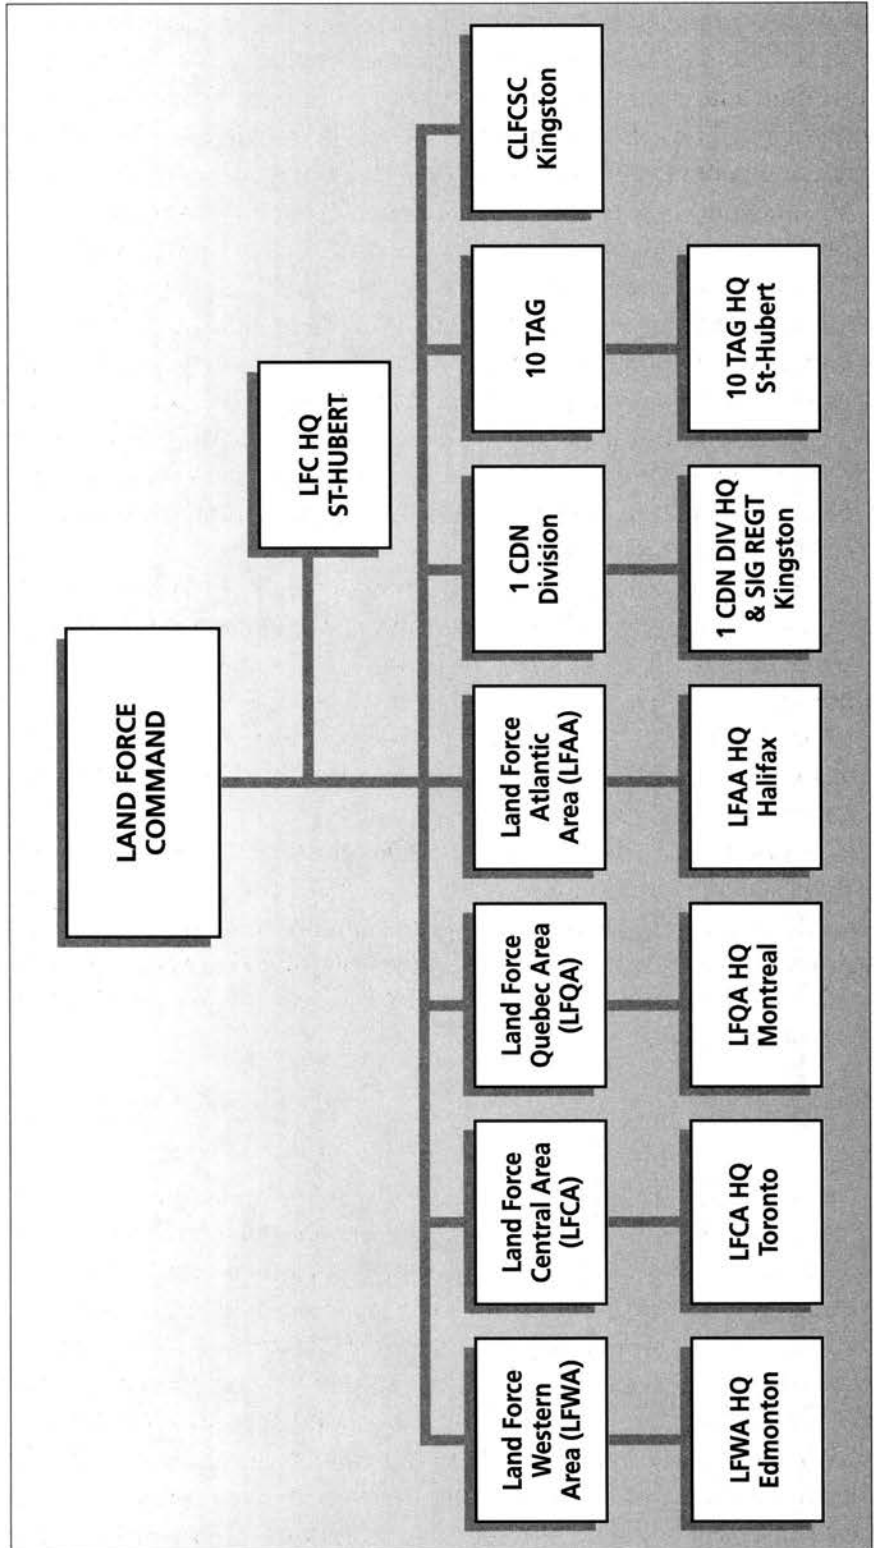 LAND FORCE
COMMAND
LFC HQ
ST-HUBERT
Land Force
Western
Area (LFWA)
Land Force
Central Area
(LFCA)
Land Force
Quebec Area
(LFQA)
Land Force
Atlantic
Area (LFAA)
1 CDN
Division
10 TAG
CLFCSC
Kingston
LFWA HQ
Edmonton
LFCA HQ
Toronto
LFQA HQ
Montreal
LFAA HQ
Halifax
1 CDN DIV HQ
& SIG REGT
Kingston
10 TAG HQ
St-Hubert